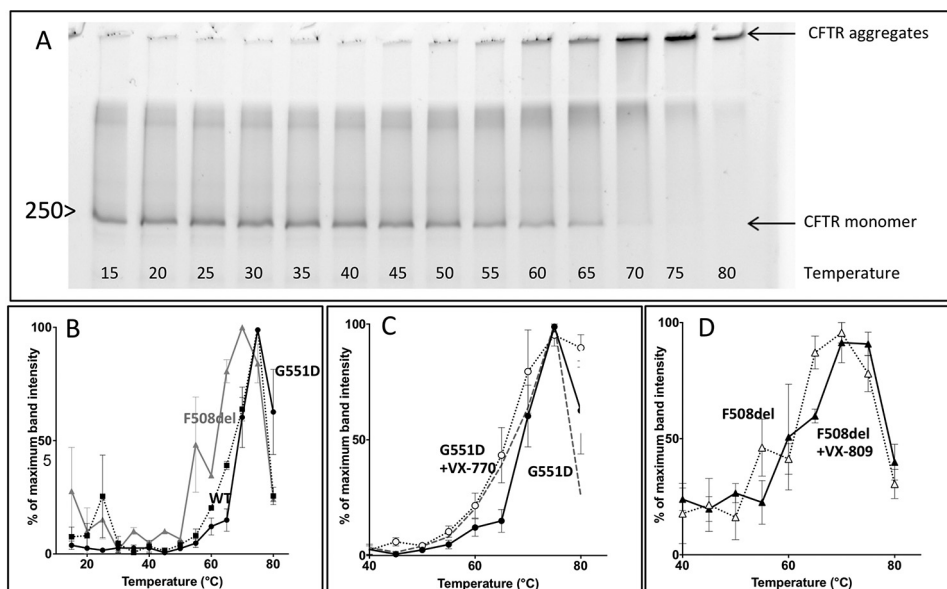 A
CFTR aggregates
250>
CFTR monomer
15 20 25 30 35 40 45 50 55 60 65 70 75 80 Temperature
B
% of maximum band intensity
100
50
5
0
F508del
WT
G551D
20 40 60 80
Temperature (°C)
C
% of maximum band intensity
100
50
0
G551D
+VX-770
G551D
40 50 60 70 80
Temperature (°C)
D
% of maximum band intensity
100
50
0
F508del
F508del
+VX-809
40 60 80
Temperature (°C)